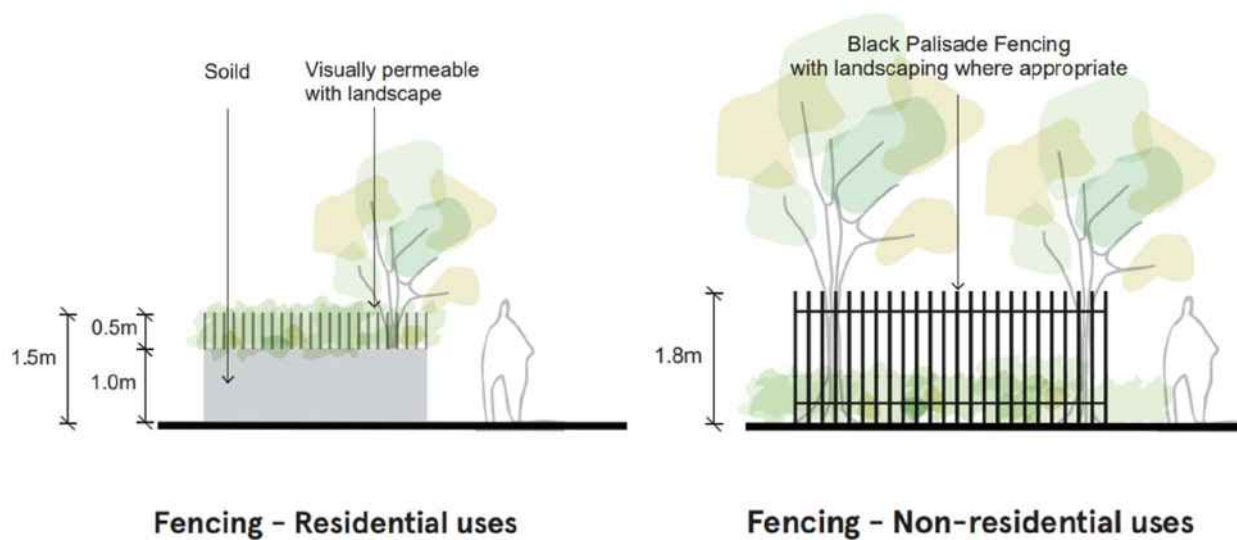 Soild
Visually permeable
with landscape
0.5m
1.5m
1.0m
Fencing - Residential uses
Black Palisade Fencing
with landscaping where appropriate
1.8m
Fencing - Non-residential uses